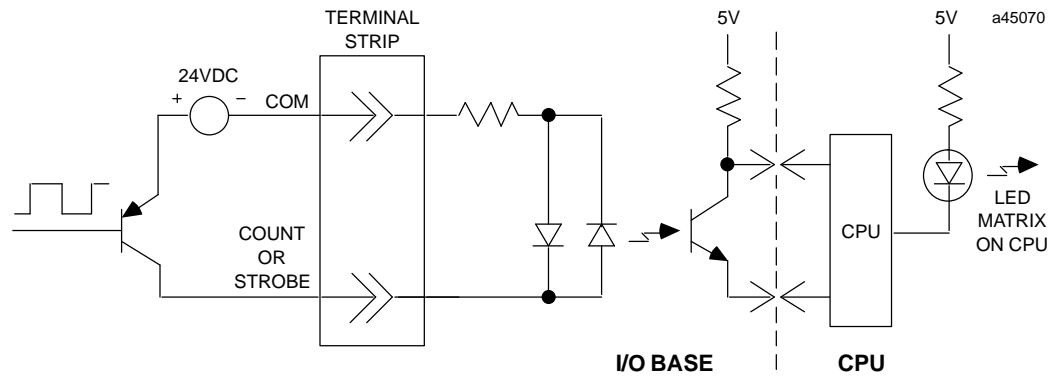 TERMINAL
STRIP
5V
5V
a45070
24VDC
+
−
COM
COUNT
OR
STROBE
CPU
LED
MATRIX
ON CPU
I/O BASE
CPU